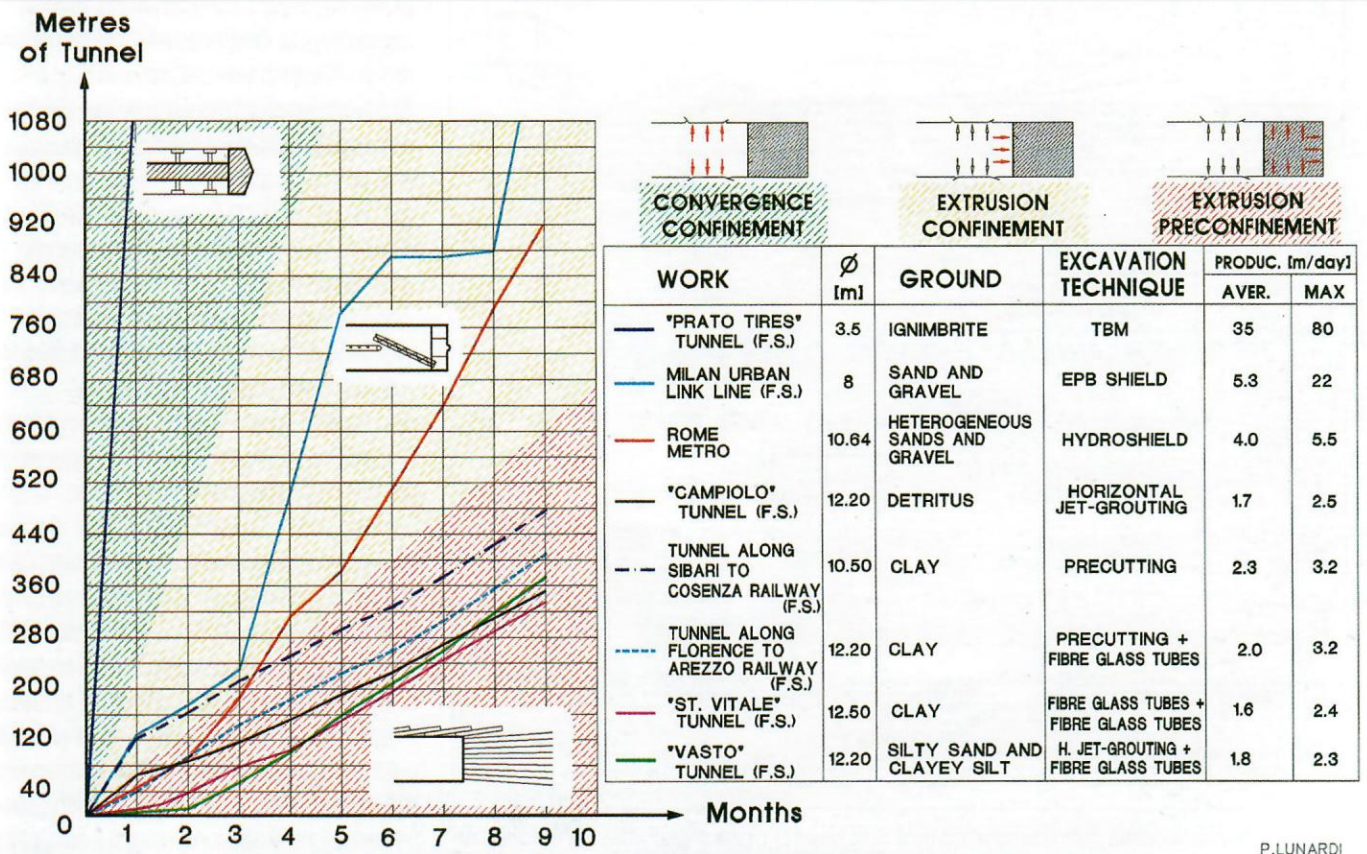 Metres
of Tunnel
1080
1000
920
840
760
680
600
520
440
360
280
200
120
40
0
1 2 3 4 5 6 7 8 9 10
Months
CONVERGENCE
CONFINEMENT
EXTRUSION
CONFINEMENT
EXTRUSION
PRECONFINEMENT
WORK
Ø
[m]
GROUND
EXCAVATION
TECHNIQUE
PRODUC. [m/day]
AVER. MAX
"PRATO TIRES"
TUNNEL (F.S.)
3.5
IGNIMBRITE
TBM
35
80
MILAN URBAN
LINK LINE (F.S.)
8
SAND AND
GRAVEL
EPB SHIELD
5.3
22
ROME
METRO
10.64
HETEROGENEOUS
SANDS AND
GRAVEL
HYDROSHIELD
4.0
5.5
"CAMPIOLO"
TUNNEL (F.S.)
12.20
DETRITUS
HORIZONTAL
JET-GROUTING
1.7
2.5
TUNNEL ALONG
SIBARI TO
COSENZA RAILWAY
(F.S.)
10.50
CLAY
PRECUTTING
2.3
3.2
TUNNEL ALONG
FLORENCE TO
AREZZO RAILWAY
(F.S.)
12.20
CLAY
PRECUTTING +
FIBRE GLASS TUBES
2.0
3.2
"ST. VITALE"
TUNNEL (F.S.)
12.50
CLAY
FIBRE GLASS TUBES +
FIBRE GLASS TUBES
1.6
2.4
"VASTO"
TUNNEL (F.S.)
12.20
SILTY SAND AND
CLAYEY SILT
H. JET-GROUTING +
FIBRE GLASS TUBES
1.8
2.3
P.LUNARDI